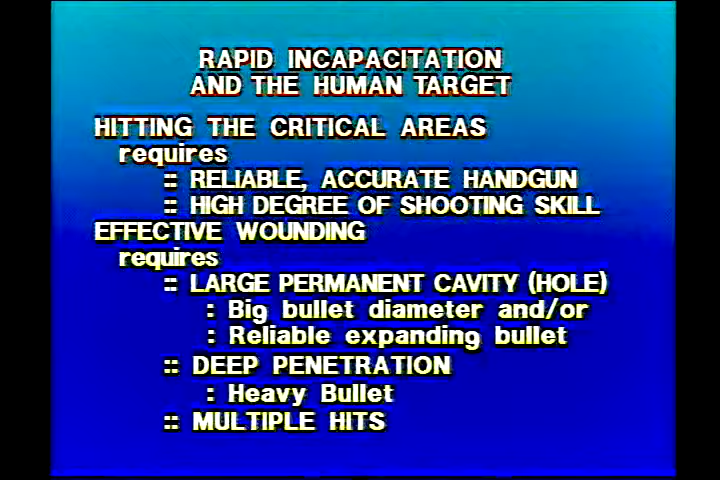 RAPID INCAPACITATION
AND THE HUMAN TARGET
HITTING THE CRITICAL AREAS
requires
:: RELIABLE, ACCURATE HANDGUN
:: HIGH DEGREE OF SHOOTING SKILL
EFFECTIVE WOUNDING
requires
:: LARGE PERMANENT CAVITY (HOLE)
: Big bullet diameter and/or
: Reliable expanding bullet
:: DEEP PENETRATION
: Heavy Bullet
:: MULTIPLE HITS